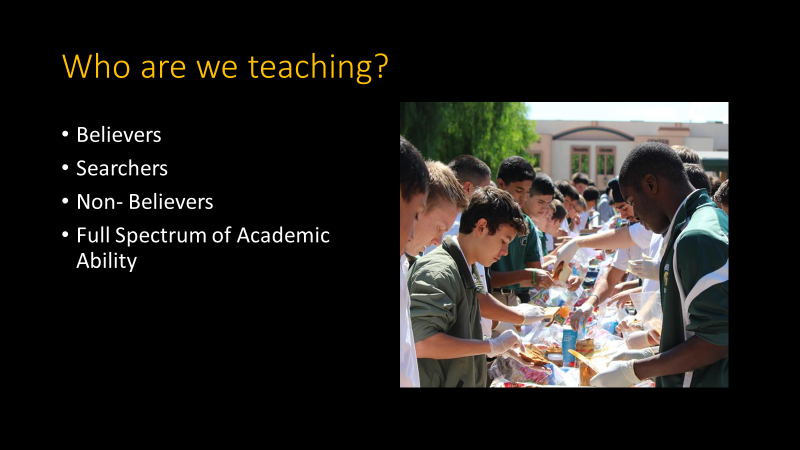 Who are we teaching?
• Believers
• Searchers
• Non- Believers
• Full Spectrum of Academic
Ability